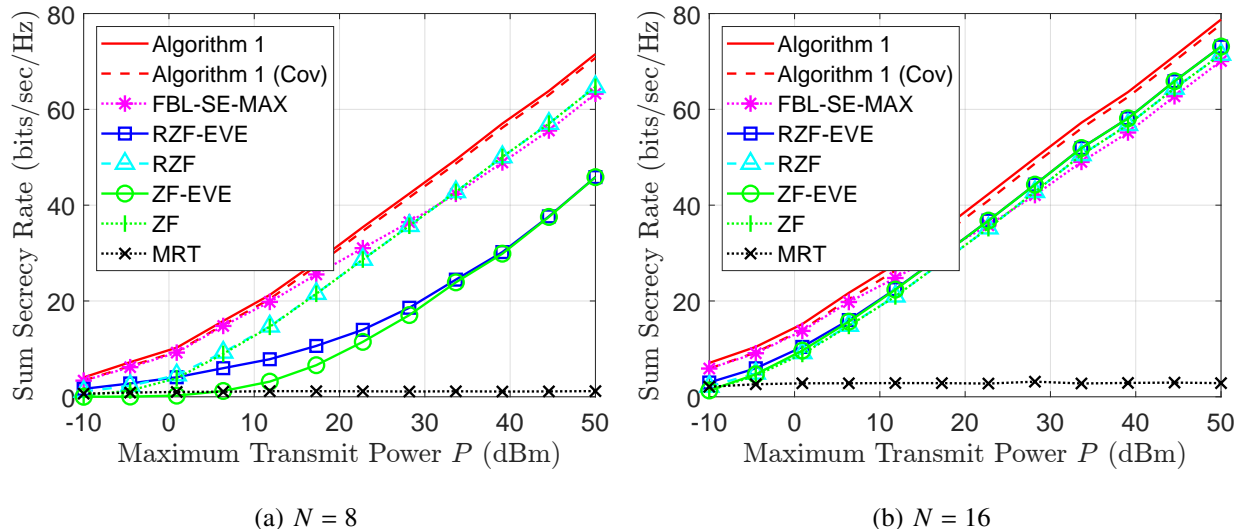 80
60
40
20
0
Sum Secrecy Rate (bits/sec/Hz)
Algorithm 1
Algorithm 1 (Cov)
FBL-SE-MAX
RZF-EVE
RZF
ZF-EVE
ZF
MRT
-10 0 10 20 30 40 50
Maximum Transmit Power P (dBm)
(a) N = 8
80
60
40
20
0
Sum Secrecy Rate (bits/sec/Hz)
Algorithm 1
Algorithm 1 (Cov)
FBL-SE-MAX
RZF-EVE
RZF
ZF-EVE
ZF
MRT
-10 0 10 20 30 40 50
Maximum Transmit Power P (dBm)
(b) N = 16